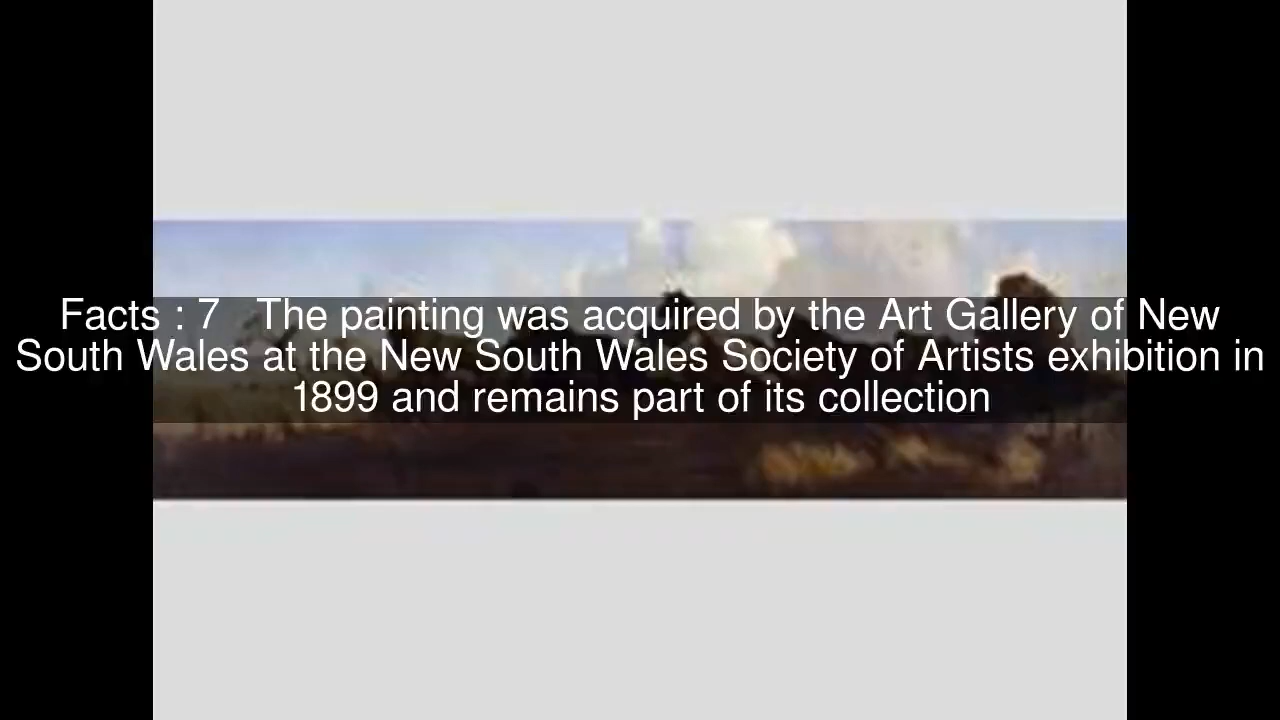 Facts : 7 The painting was acquired by the Art Gallery of New
South Wales at the New South Wales Society of Artists exhibition in
1899 and remains part of its collection